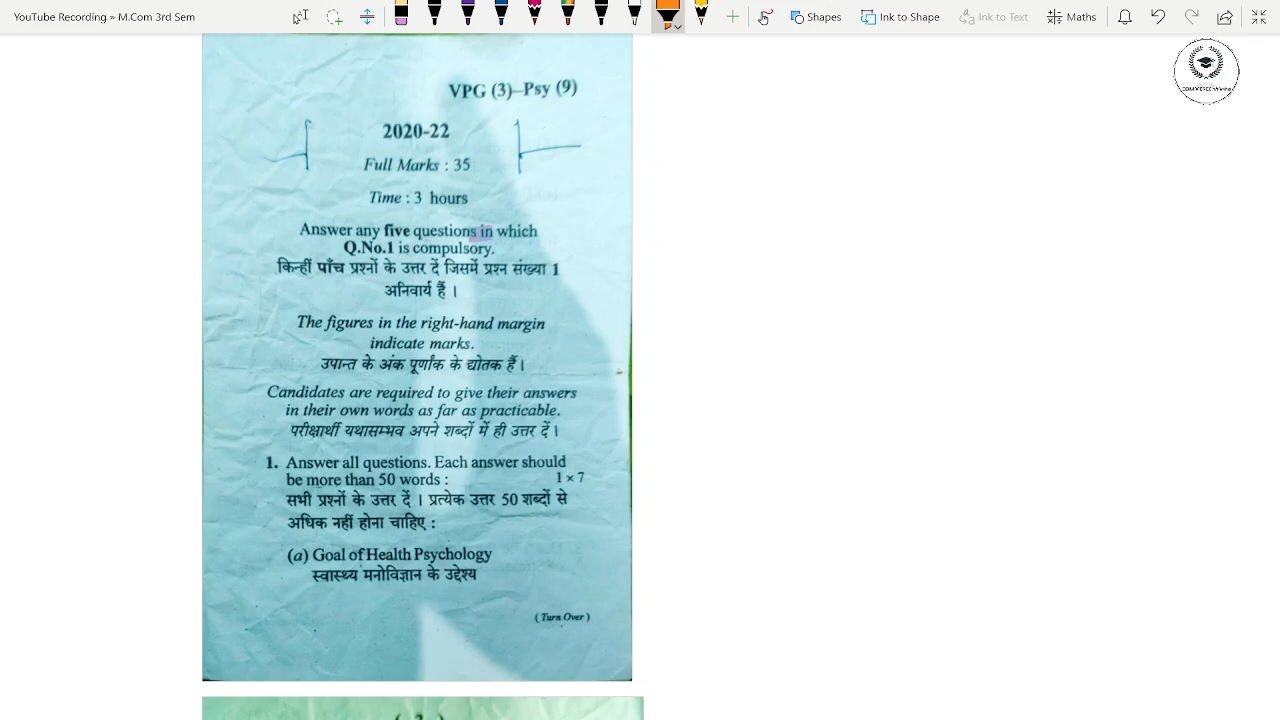 YouTube Recording » M.Com 3rd Sem
Shapes
Ink to Shape
Ink to Text
Maths
VPG (3)–Psy (9)
2020-22
Full Marks : 35
Time : 3 hours
Answer any five questions in which
Q.No.1 is compulsory.
किन्हीं पाँच प्रश्नों के उत्तर दें जिसमें प्रश्न संख्या 1
अनिवार्य हैं ।
The figures in the right-hand margin
indicate marks.
उपान्त के अंक पूर्णांक के द्योतक हैं ।
Candidates are required to give their answers
in their own words as far as practicable.
परीक्षार्थी यथासम्भव अपने शब्दों में ही उत्तर दें ।
1. Answer all questions. Each answer should
be more than 50 words : 1 × 7
सभी प्रश्नों के उत्तर दें । प्रत्येक उत्तर 50 शब्दों से
अधिक नहीं होना चाहिए :
(a) Goal of Health Psychology
स्वास्थ्य मनोविज्ञान के उद्देश्य
( Turn Over )